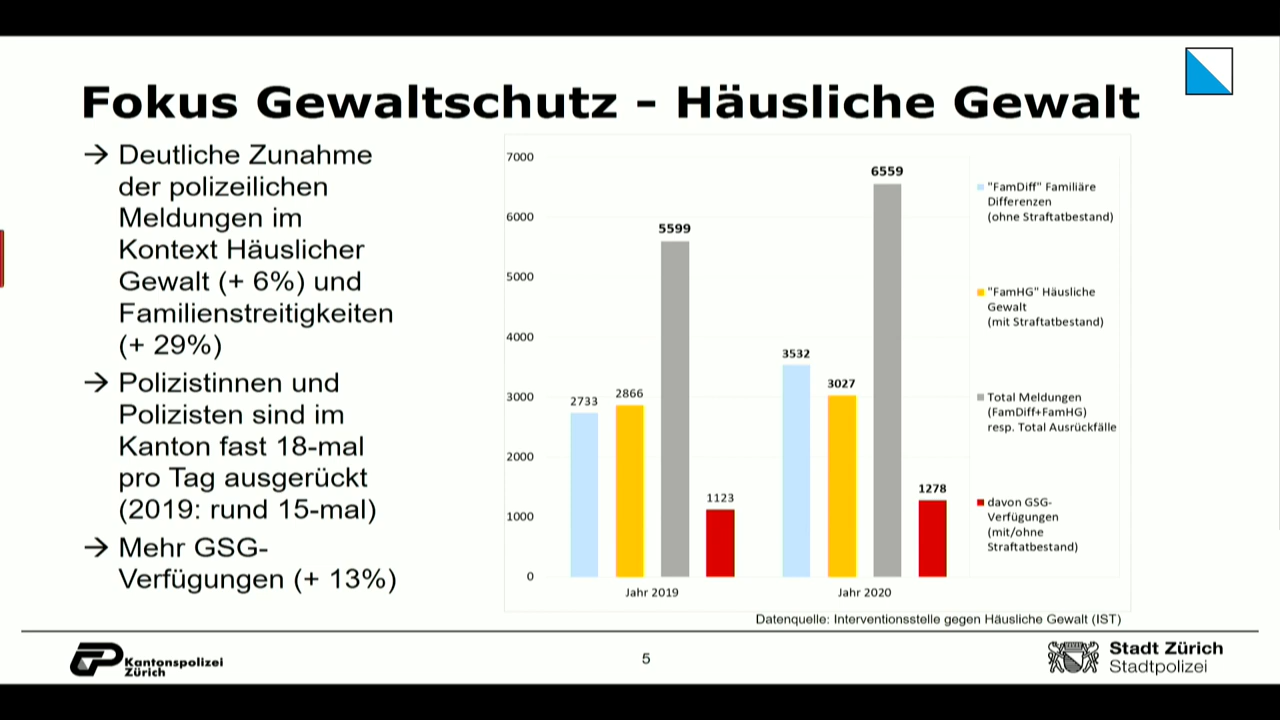 Fokus Gewaltschutz – Häusliche Gewalt
→ Deutliche Zunahme
der polizeilichen
Meldungen im
Kontext Häuslicher
Gewalt (+ 6%) und
Familienstreitigkeiten
(+ 29%)
→ Polizistinnen und
Polizisten sind im
Kanton fast 18-mal
pro Tag ausgerückt
(2019: rund 15-mal)
→ Mehr GSG-
Verfügungen (+ 13%)
7000
6000
5000
4000
3000
2000
1000
0
2733
2866
5599
1123
3532
3027
6559
1278
Jahr 2019
Jahr 2020
"FamDiff" Familiäre
Differenzen
(ohne Straftatbestand)
"FamHG" Häusliche
Gewalt
(mit Straftatbestand)
Total Meldungen
(FamDiff+FamHG)
resp. Total Ausrückfälle
davon GSG-
Verfügungen
(mit/ohne
Straftatbestand)
Datenquelle: Interventionsstelle gegen Häusliche Gewalt (IST)
Kantonspolizei
Zürich
5
Stadt Zürich
Stadtpolizei